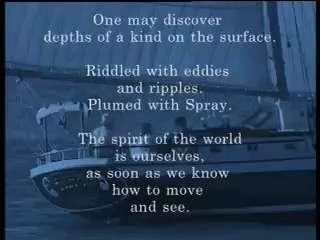 One may discover
depths of a kind on the surface.
Riddled with eddies
and ripples.
Plumed with Spray.
The spirit of the world
is ourselves,
as soon as we know
how to move
and see.